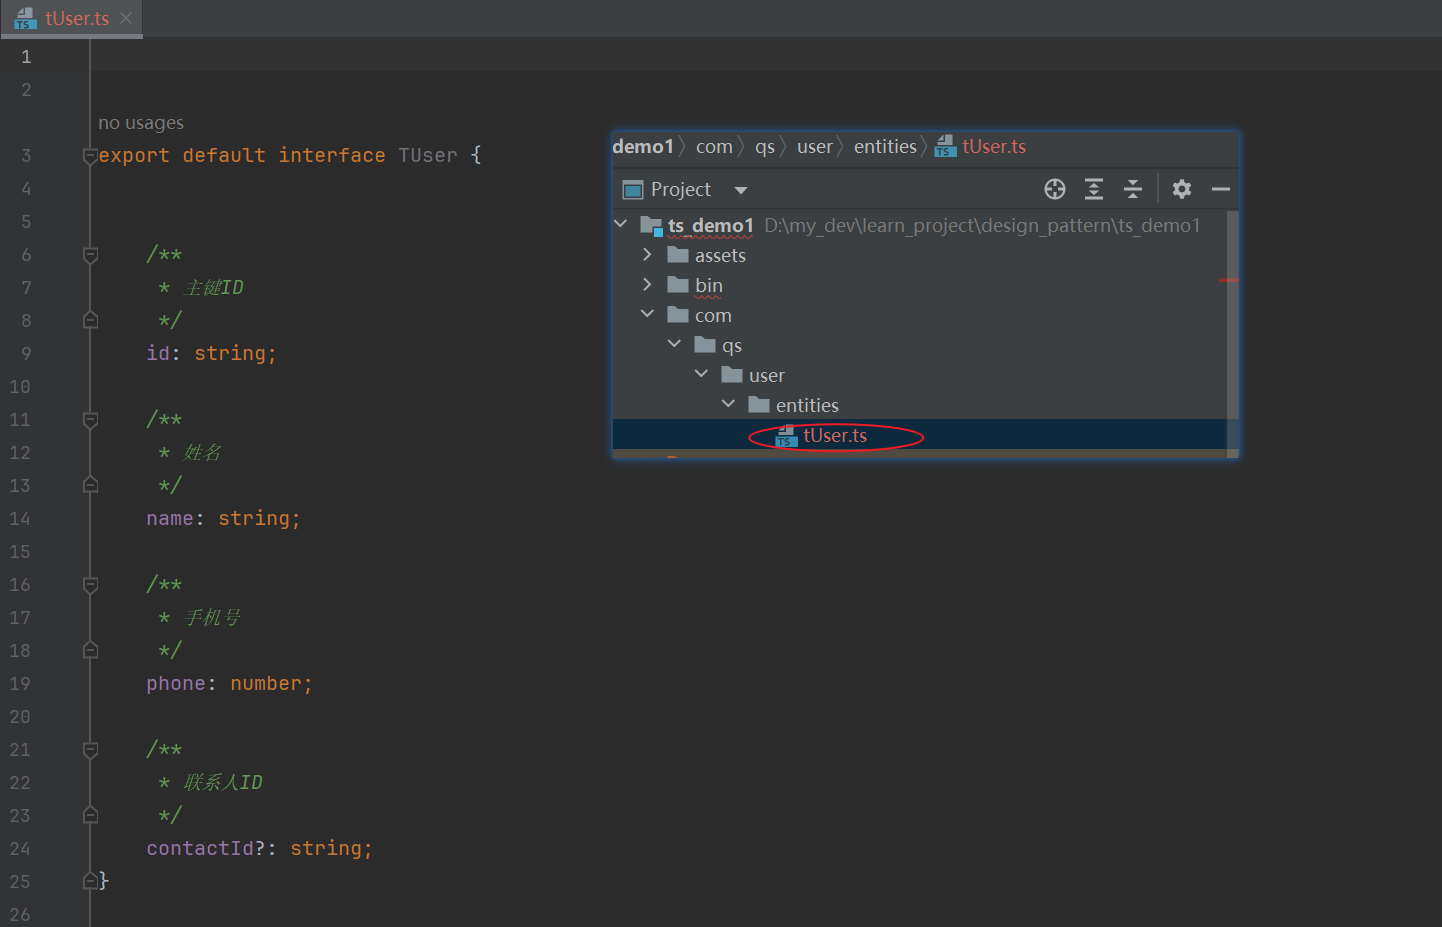 tUser.ts
1
2
no usages
3 export default interface TUser {
4
5
6 /**
7 * 主键ID
8 */
9 id: string;
10
11 /**
12 * 姓名
13 */
14 name: string;
15
16 /**
17 * 手机号
18 */
19 phone: number;
20
21 /**
22 * 联系人ID
23 */
24 contactId?: string;
25 }
26
demo1 〉 com 〉 qs 〉 user 〉 entities 〉 TS tUser.ts
Project
ts_demo1 D:\my_dev\learn_project\design_pattern\ts_demo1
assets
bin
com
qs
user
entities
TS tUser.ts